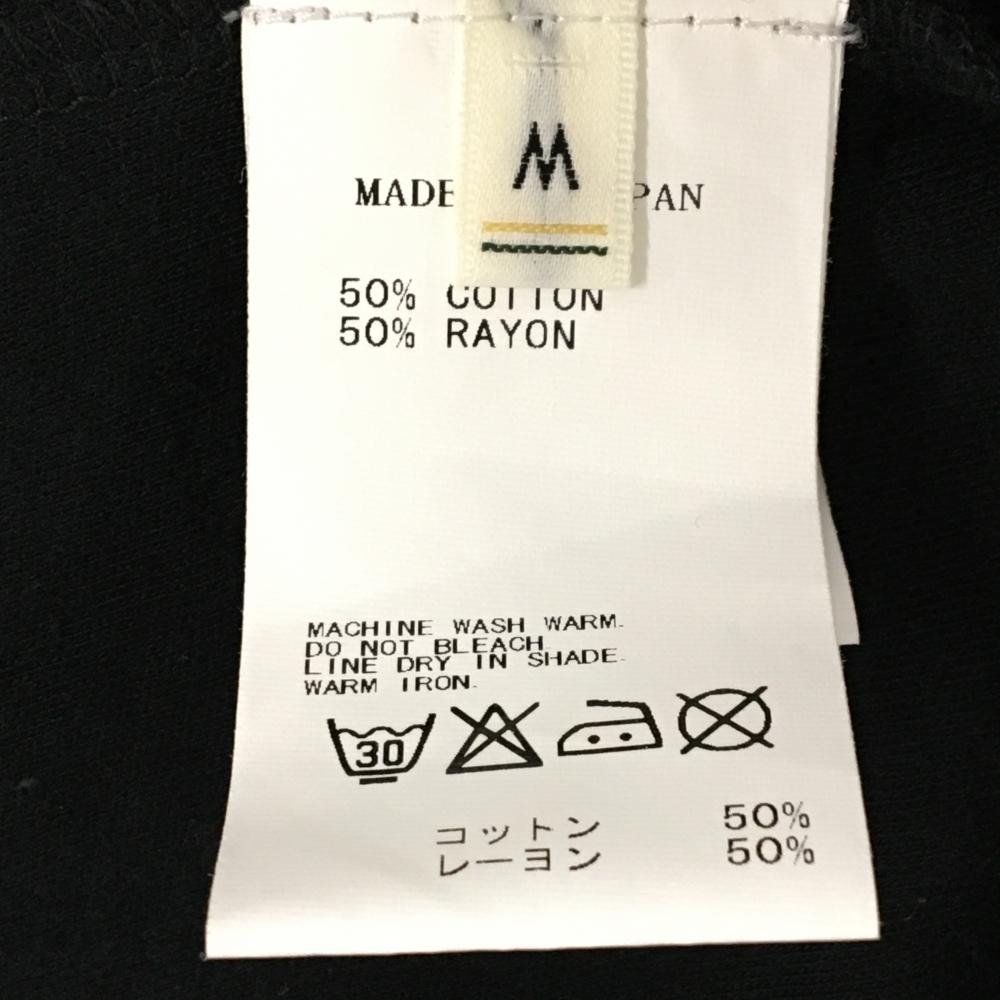 M
MADE PAN
50% COTTON
50% RAYON
MACHINE WASH WARM.
DO NOT BLEACH.
LINE DRY IN SHADE.
WARM IRON.
30
コットン 50%
レーヨン 50%